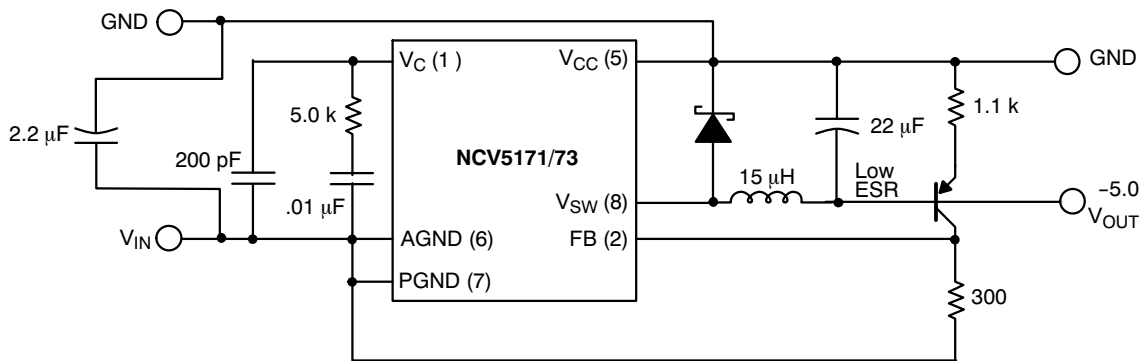 GND
V_C (1 )
V_CC (5)
GND
5.0 k
1.1 k
2.2 μF
22 μF
200 pF
NCV5171/73
15 μH
Low
ESR
−5.0
V_OUT
.01 μF
V_SW (8)
V_IN
AGND (6)
FB (2)
PGND (7)
300